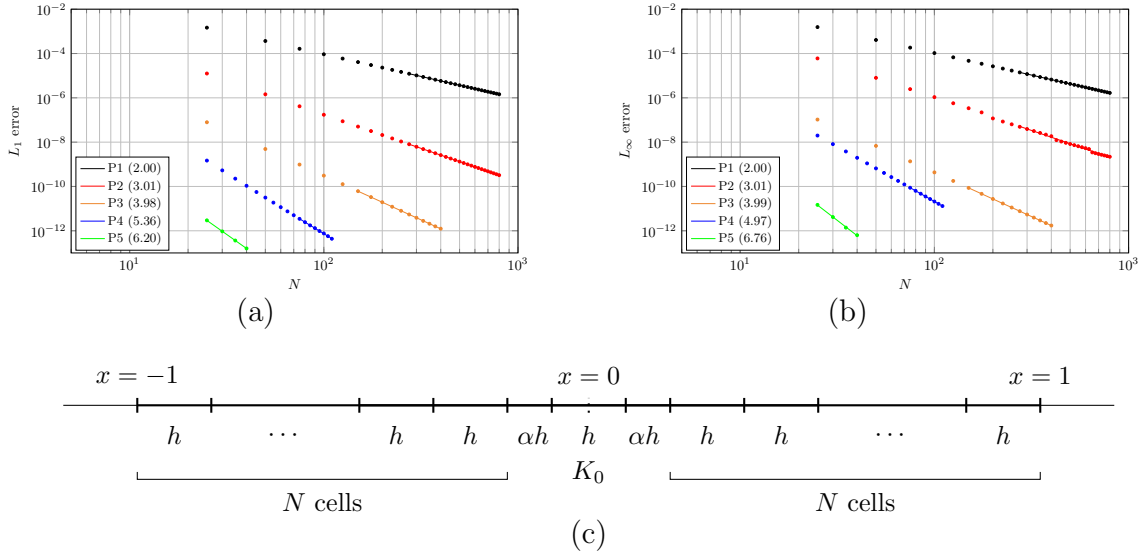 10^−2
10^−4
10^−6
10^−8
10^−10
10^−12
L_1 error
P1 (2.00)
P2 (3.01)
P3 (3.98)
P4 (5.36)
P5 (6.20)
10^1
10^2
10^3
N
(a)
10^−2
10^−4
10^−6
10^−8
10^−10
10^−12
L_∞ error
P1 (2.00)
P2 (3.01)
P3 (3.99)
P4 (4.97)
P5 (6.76)
10^1
10^2
10^3
N
(b)
x = −1
x = 0
x = 1
h ··· h h αh h αh h h ··· h
K_0
N cells
N cells
(c)